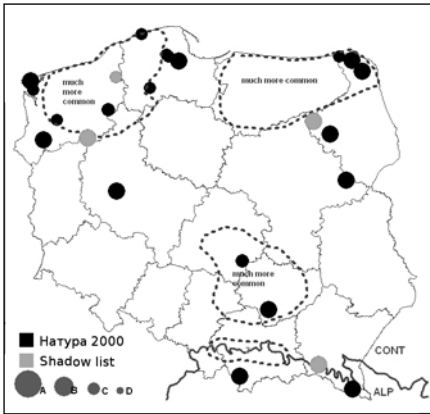 much
more
common
much more common
much more
common
Натура 2000
Shadow list
A B C D
CONT
ALP